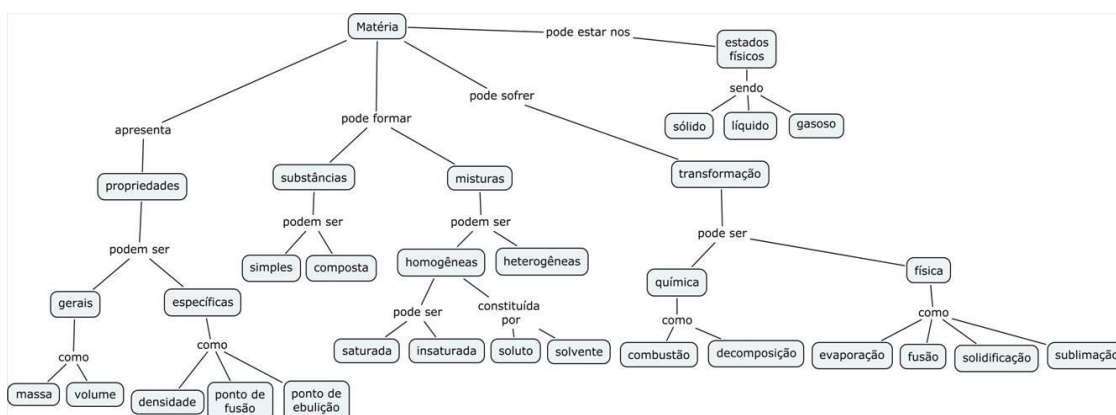 Matéria
pode estar nos
estados
físicos
sendo
sólido
líquido
gasoso
pode sofrer
pode formar
apresenta
propriedades
substâncias
misturas
transformação
podem ser
podem ser
podem ser
pode ser
simples
composta
homogêneas
heterogêneas
química
física
gerais
específicas
pode ser
constituída
por
como
como
como
como
saturada
insaturada
soluto
solvente
combustão
decomposição
evaporação
fusão
solidificação
sublimação
massa
volume
densidade
ponto de
fusão
ponto de
ebulição